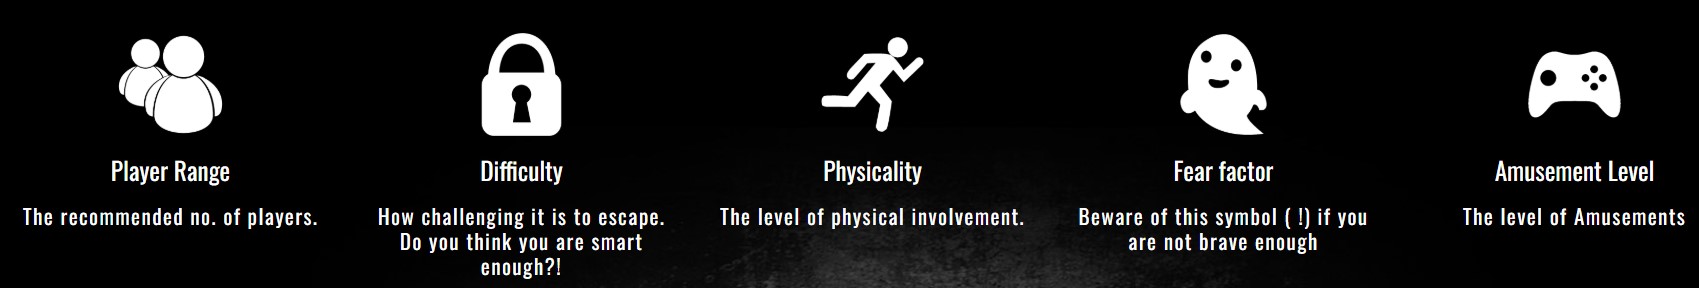 Player Range
The recommended no. of players.
Difficulty
How challenging it is to escape.
Do you think you are smart
enough?!
Physicality
The level of physical involvement.
Fear factor
Beware of this symbol ( !) if you
are not brave enough
Amusement Level
The level of Amusements